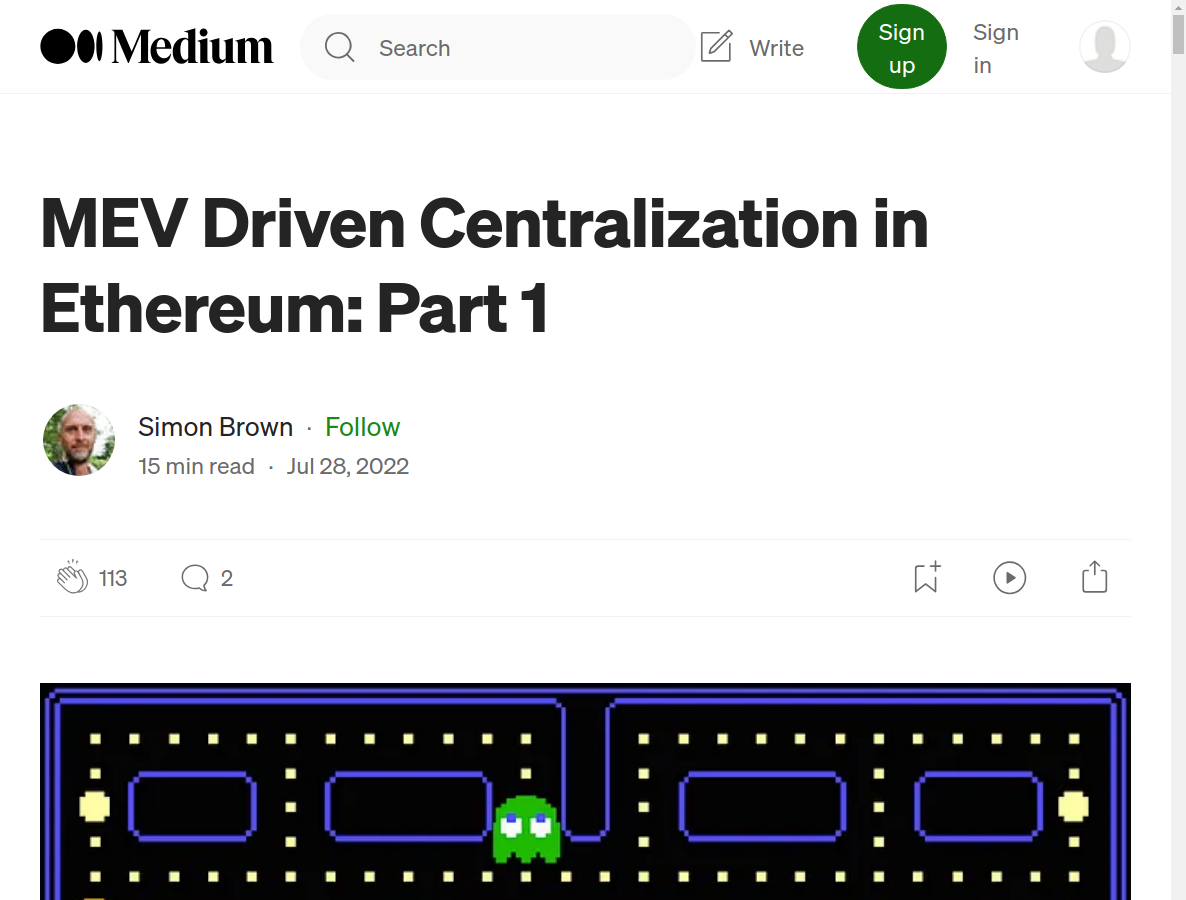 Medium
Search
Write
Sign
up
Sign
in
MEV Driven Centralization in
Ethereum: Part 1
Simon Brown · Follow
15 min read · Jul 28, 2022
113
2